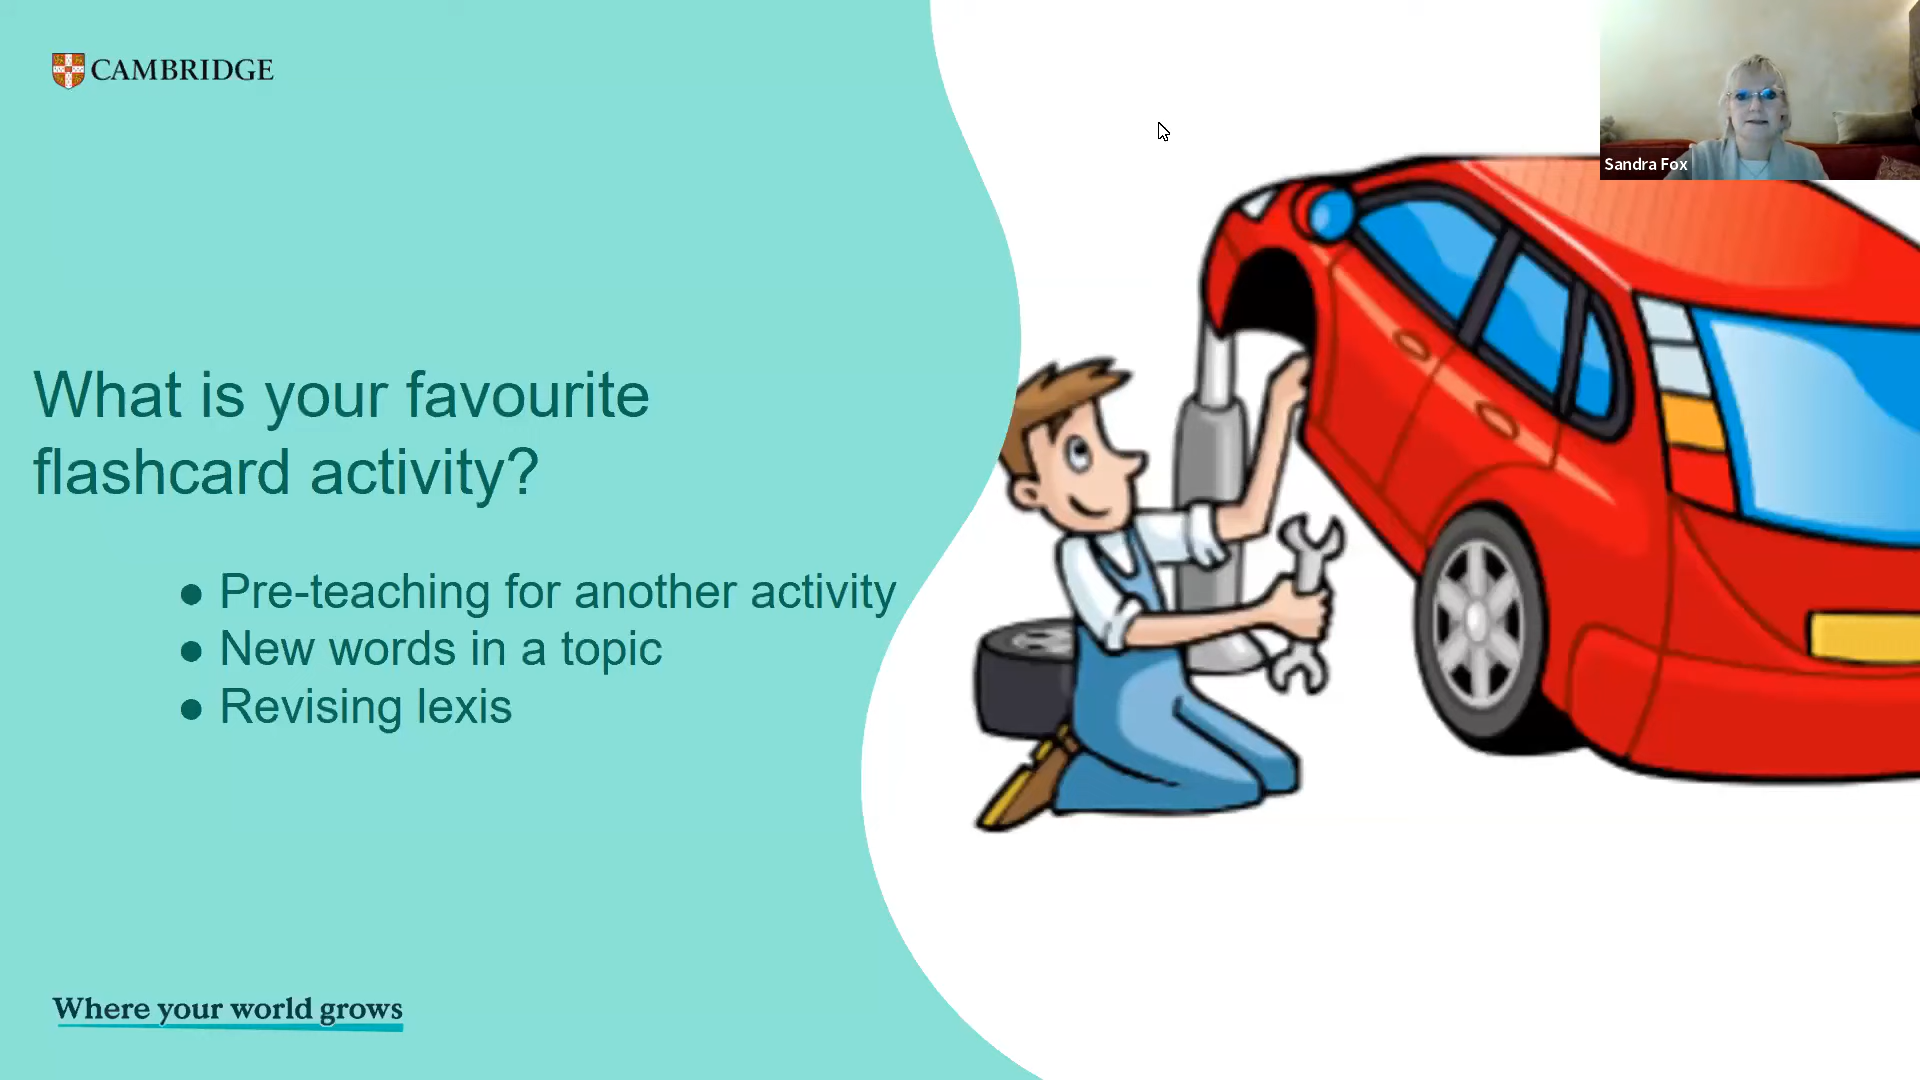 CAMBRIDGE
Sandra Fox
What is your favourite
flashcard activity?
● Pre-teaching for another activity
● New words in a topic
● Revising lexis
Where your world grows